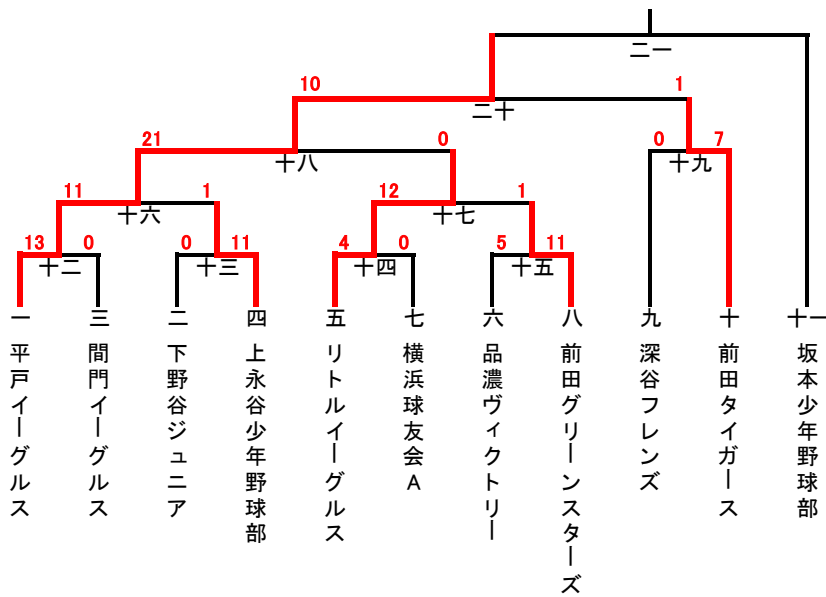 二一
10
1
二十
21
0
0
7
十八
十九
11
1
12
1
十六
十七
13
0
0
11
4
0
5
11
十二
十三
十四
十五
一
三
二
四
五
七
六
八
九
十
十一
平戸イーグルス
間門イーグルス
下野谷ジュニア
上永谷少年野球部
リトルイーグルス
横浜球友会A
品濃ヴィクトリー
前田グリーンスターズ
深谷フレンズ
前田タイガース
坂本少年野球部